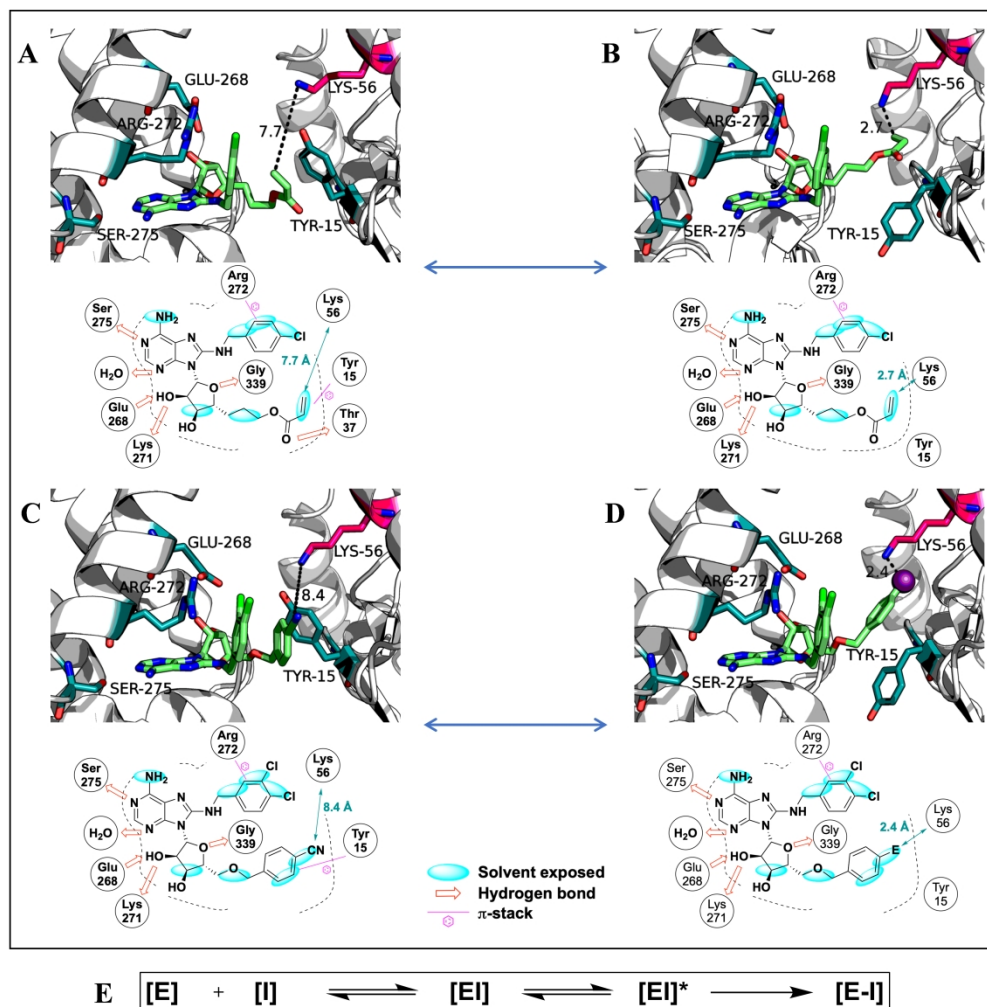 A
GLU-268
ARG-272
LYS-56
7.7
SER-275
TYR-15
B
GLU-268
ARG-272
LYS-56
2.7
SER-275
TYR-15
Arg
272
Lys
56
Ser
275
NH₂
N
N
N
N
NH
Cl
7.7 Å
Tyr
15
H₂O
HO
O
Gly
339
Glu
268
HO
O
O
Thr
37
Lys
271
Arg
272
Ser
275
NH₂
N
N
N
N
NH
Cl
H₂O
HO
O
Gly
339
2.7 Å
Lys
56
Glu
268
HO
O
O
Lys
271
Tyr
15
C
GLU-268
ARG-272
LYS-56
8.4
SER-275
TYR-15
D
GLU-268
ARG-272
LYS-56
2.4
SER-275
TYR-15
Arg
272
Cl
Lys
56
Ser
275
NH₂
N
N
N
N
NH
Cl
8.4 Å
H₂O
HO
O
Gly
339
CN
Tyr
15
Glu
268
HO
O
Lys
271
Solvent exposed
Hydrogen bond
π-stack
Arg
272
Cl
Ser
275
NH₂
N
N
N
N
NH
Cl
Lys
56
H₂O
HO
O
Gly
339
2.4 Å
E
Glu
268
HO
O
Lys
271
Tyr
15
E [E] + [I] [EI] [EI]* [E-I]